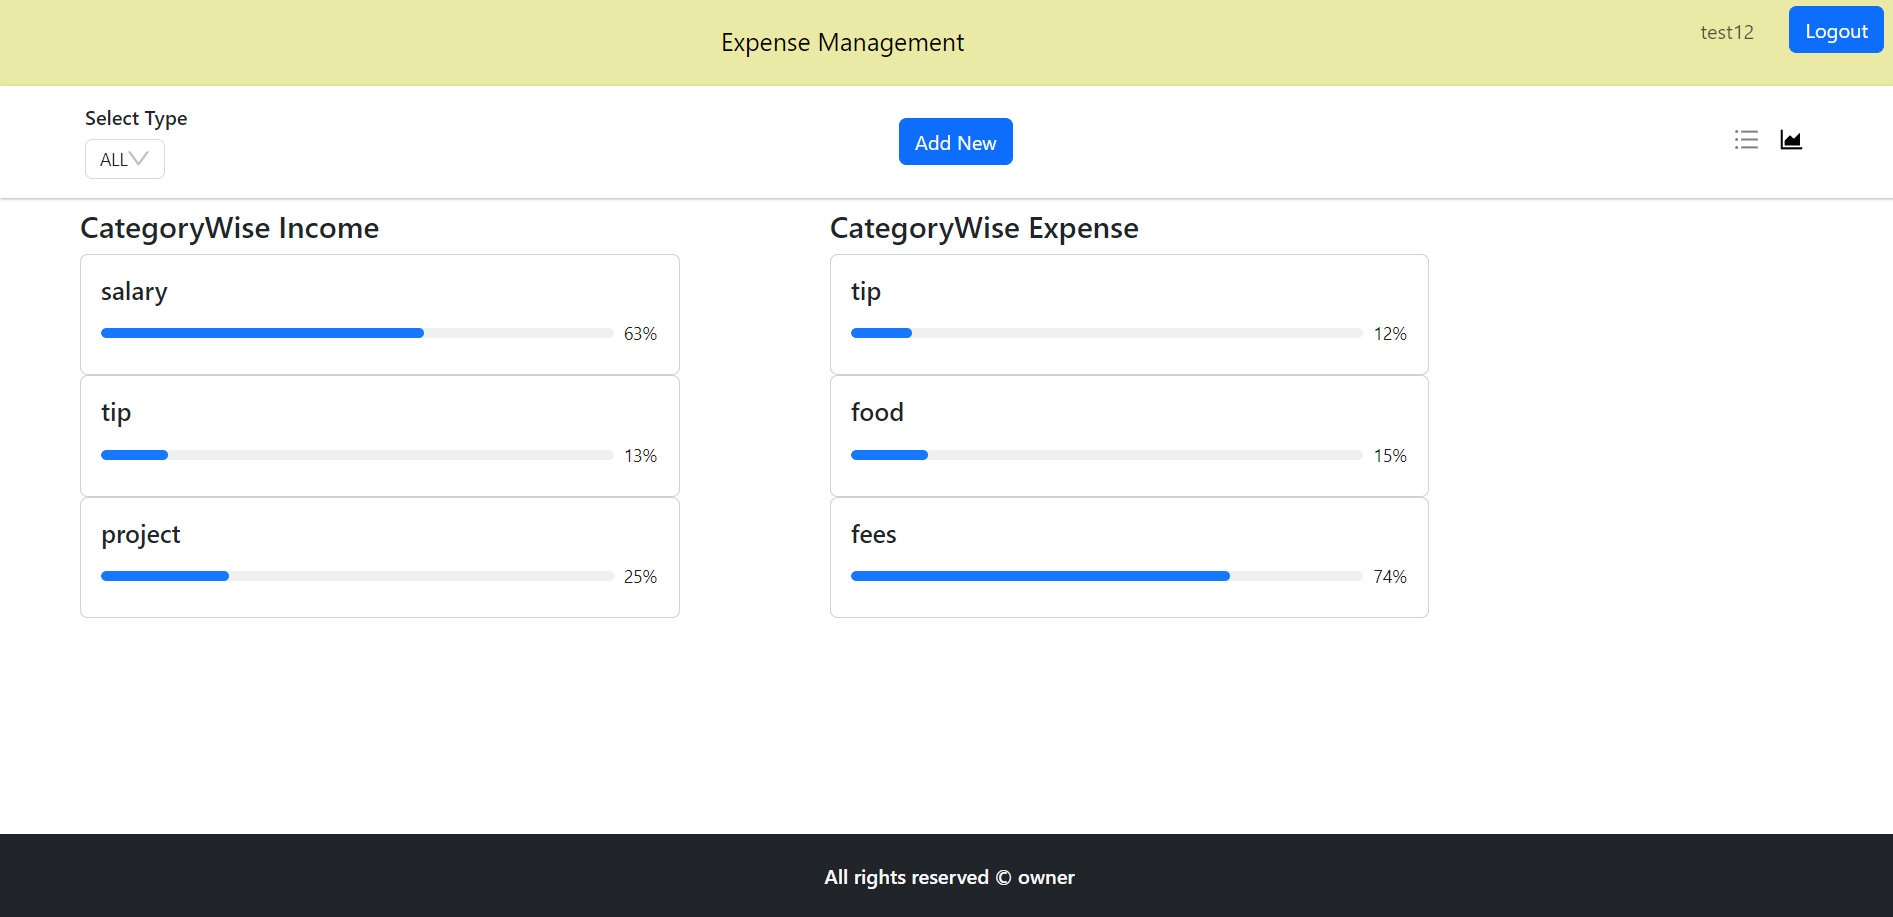 Expense Management
test12
Logout
Select Type
ALL
Add New
CategoryWise Income
salary
63%
tip
13%
project
25%
CategoryWise Expense
tip
12%
food
15%
fees
74%
All rights reserved © owner